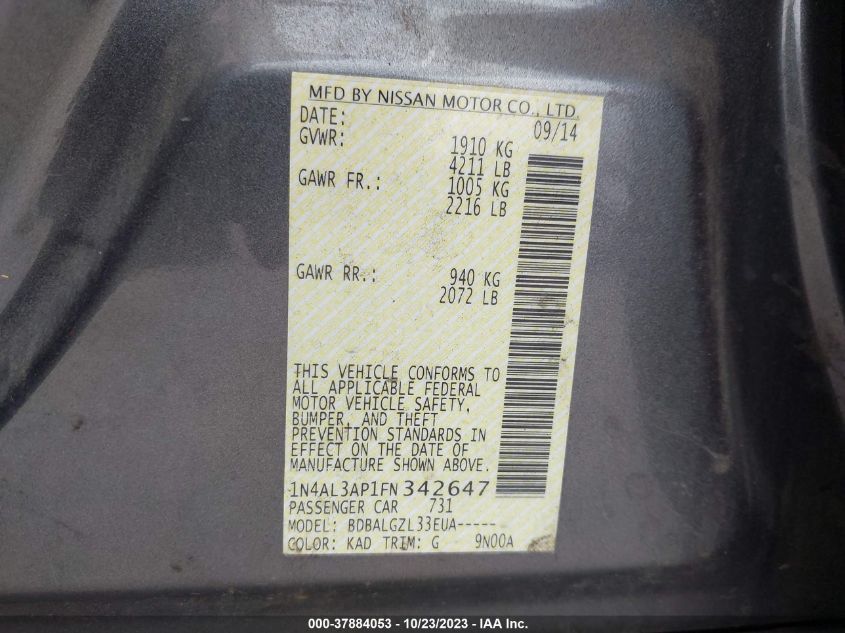 MFD BY NISSAN MOTOR CO., LTD.
DATE: 09/14
GVWR: 1910 KG
4211 LB
GAWR FR.: 1005 KG
2216 LB
GAWR RR.: 940 KG
2072 LB
THIS VEHICLE CONFORMS TO
ALL APPLICABLE FEDERAL
MOTOR VEHICLE SAFETY,
BUMPER, AND THEFT
PREVENTION STANDARDS IN
EFFECT ON THE DATE OF
MANUFACTURE SHOWN ABOVE.
1N4AL3AP1FN342647
PASSENGER CAR 731
MODEL: BDBALGZL33EUA-----
COLOR: KAD TRIM: G 9N00A
000-37884053 - 10/23/2023 - Copyright © IAA, Inc.